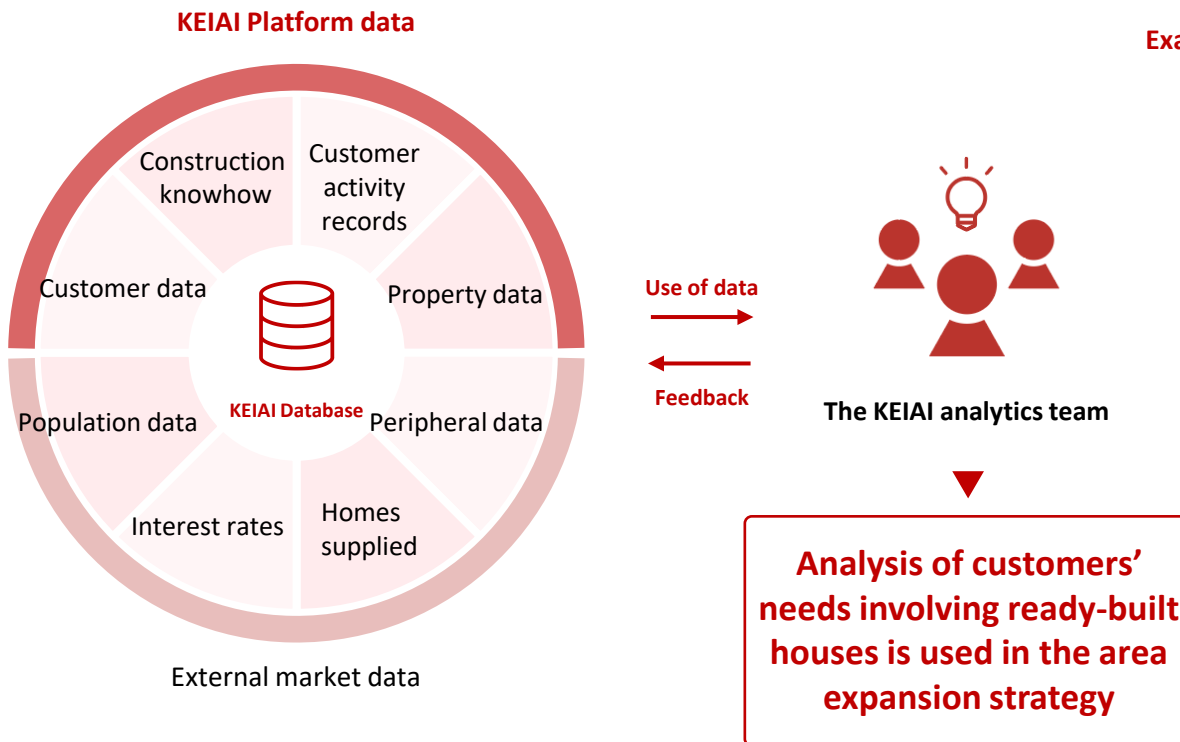 KEIAI Platform data
Exa
Construction
knowhow
Customer
activity
records
Customer data
Property data
KEIAI Database
Population data
Peripheral data
Interest rates
Homes
supplied
External market data
Use of data
Feedback
The KEIAI analytics team
Analysis of customers’
needs involving ready-built
houses is used in the area
expansion strategy